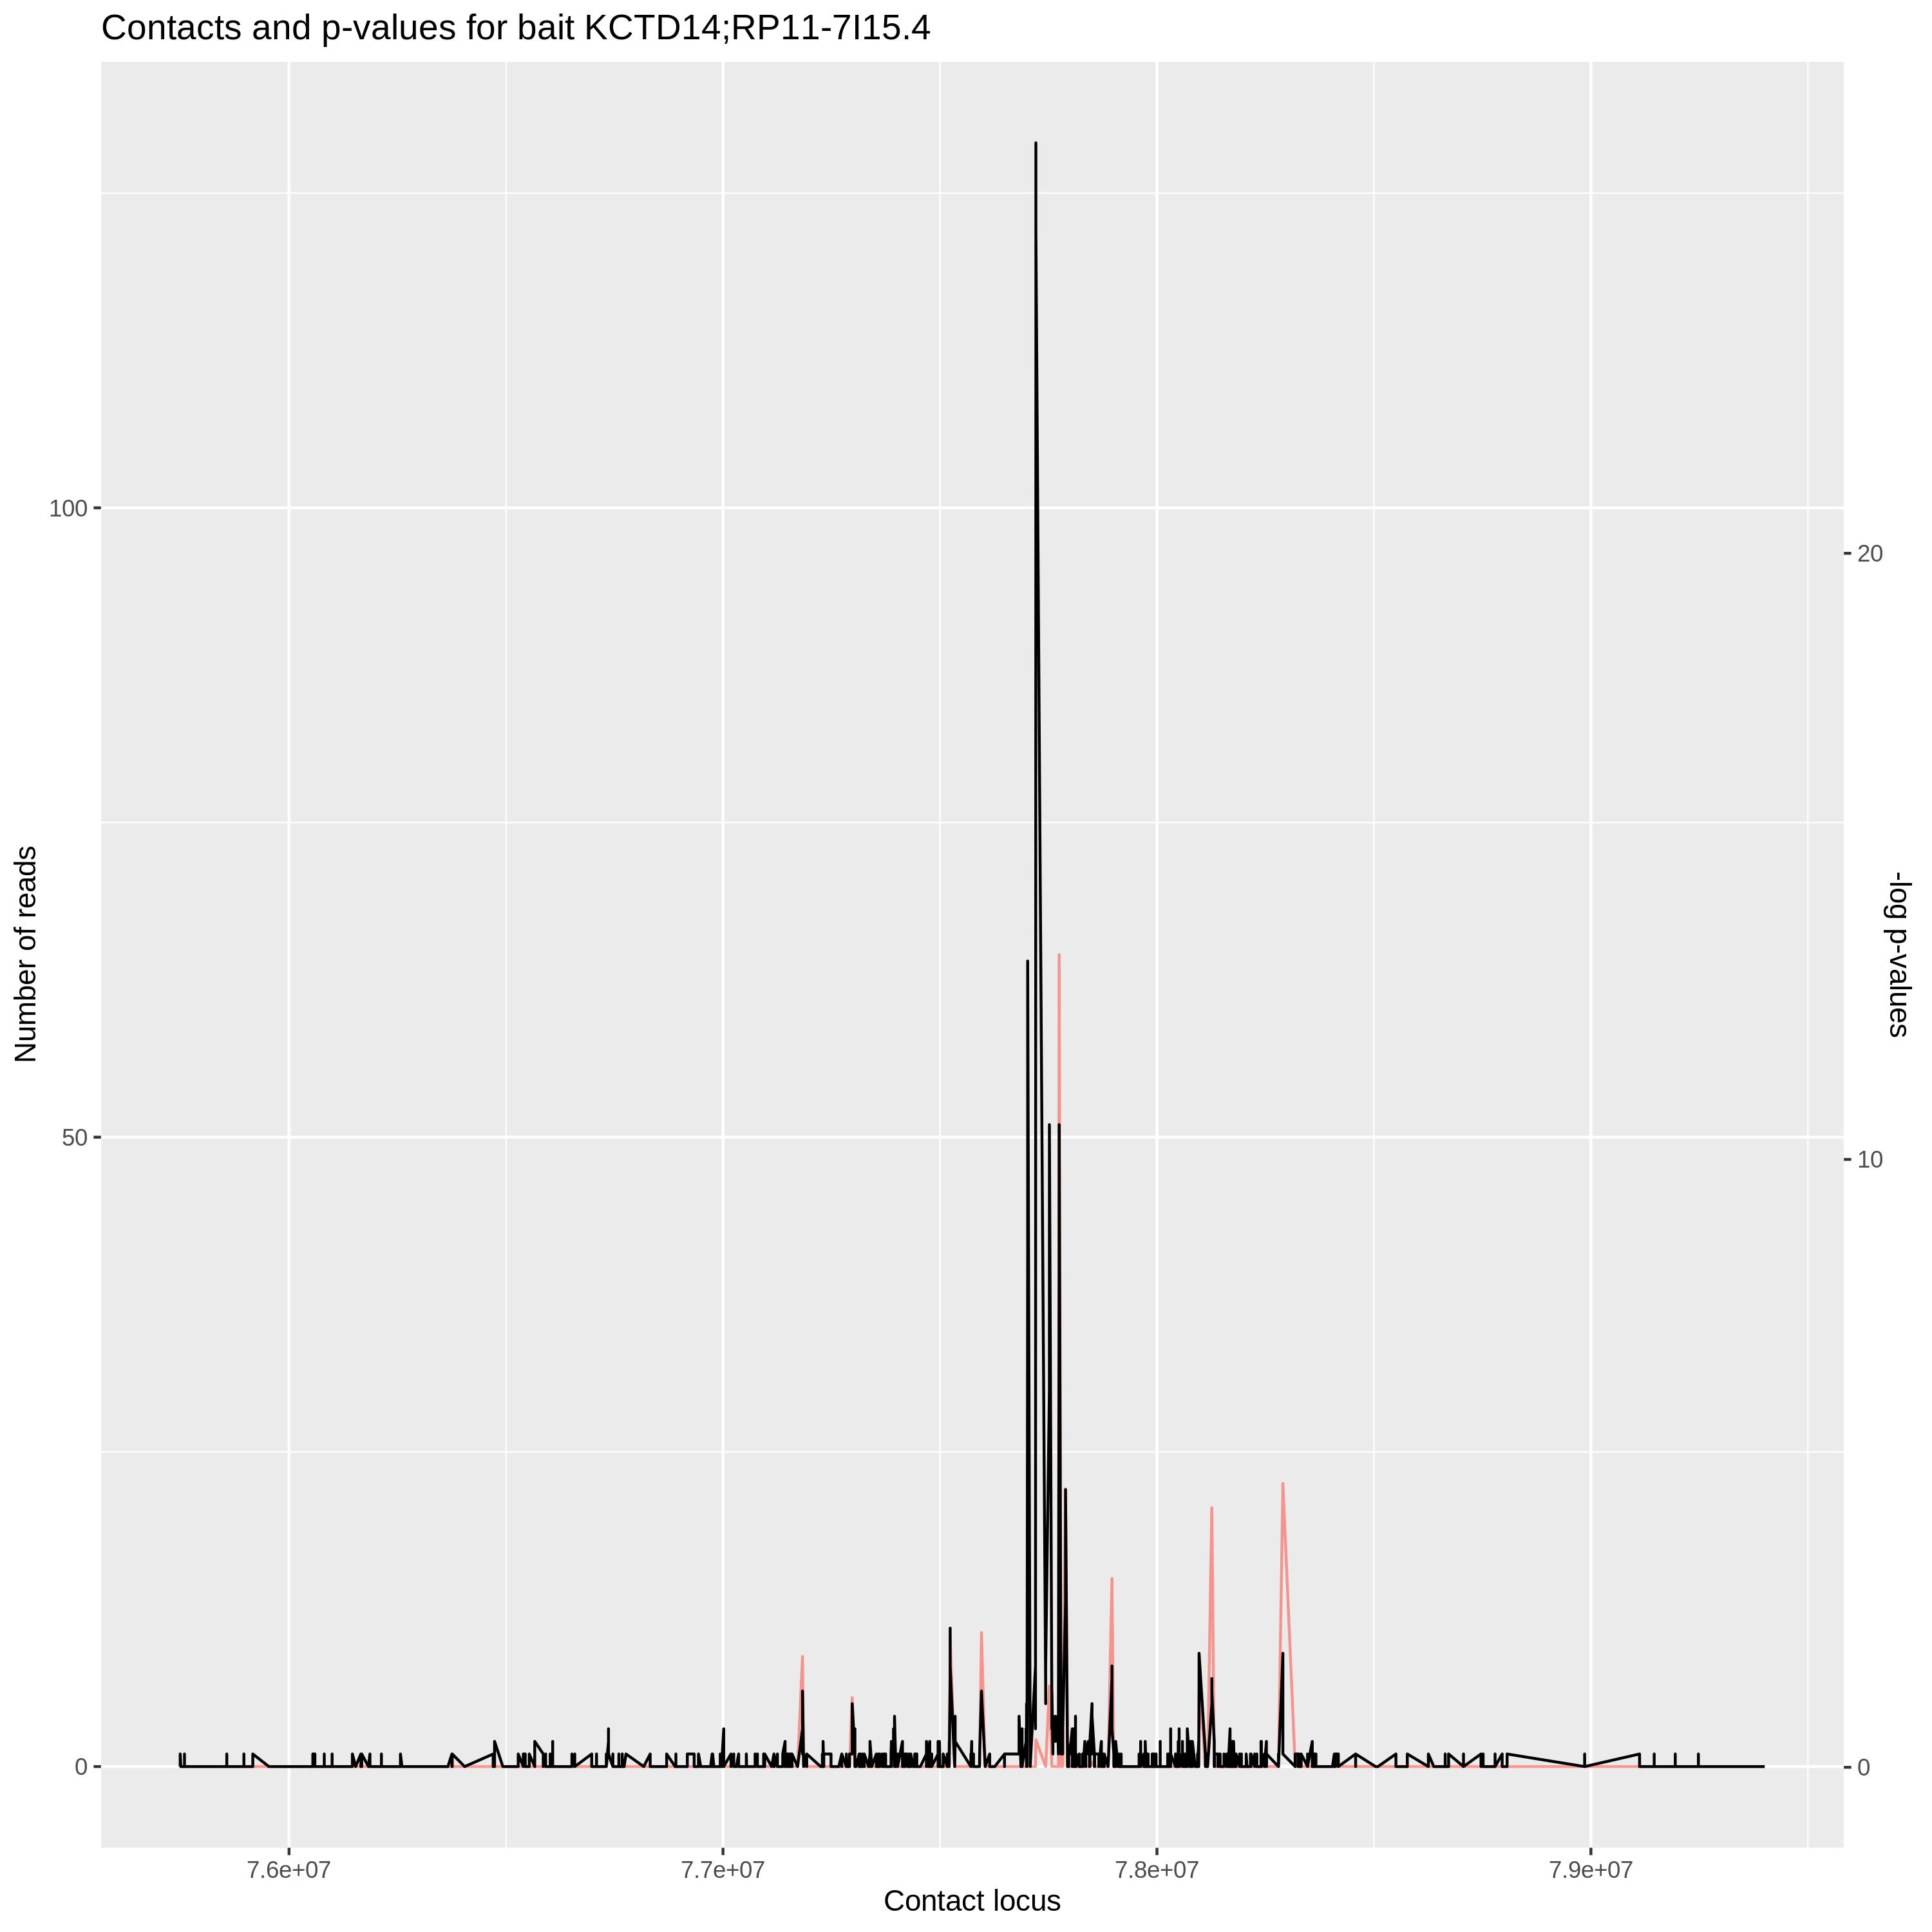 Contacts and p-values for bait KCTD14;RP11-7I15.4
100
50
0
Number of reads
20
10
0
-log p-values
7.6e+07
7.7e+07
7.8e+07
7.9e+07
Contact locus